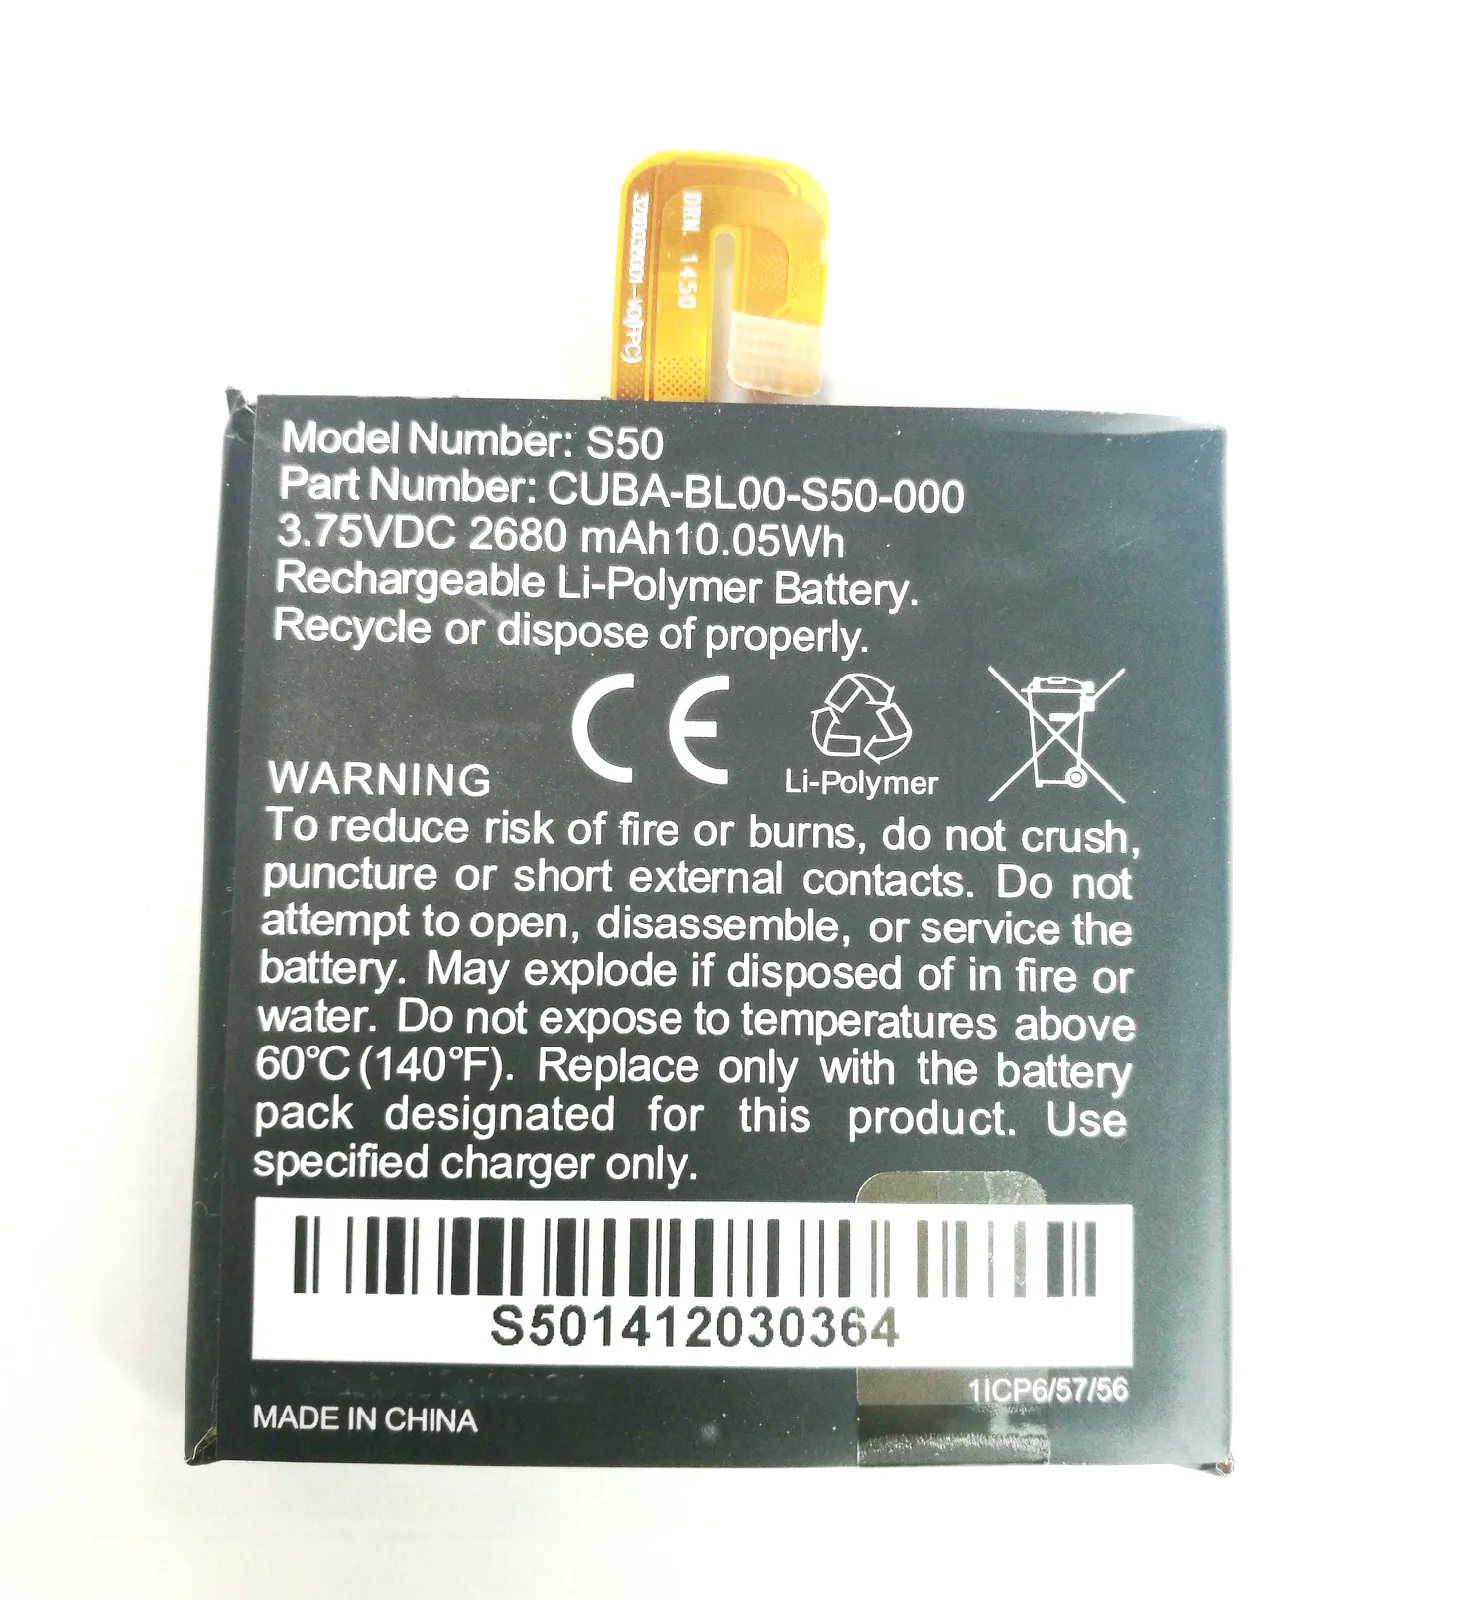 DRN. 1450
Model Number: S50
Part Number: CUBA-BL00-S50-000
3.75VDC 2680 mAh10.05Wh
Rechargeable Li-Polymer Battery.
Recycle or dispose of properly.
CE
Li-Polymer
WARNING
To reduce risk of fire or burns, do not crush,
puncture or short external contacts. Do not
attempt to open, disassemble, or service the
battery. May explode if disposed of in fire or
water. Do not expose to temperatures above
60℃(140℉). Replace only with the battery
pack designated for this product. Use
specified charger only.
S501412030364
1ICP6/57/56
MADE IN CHINA